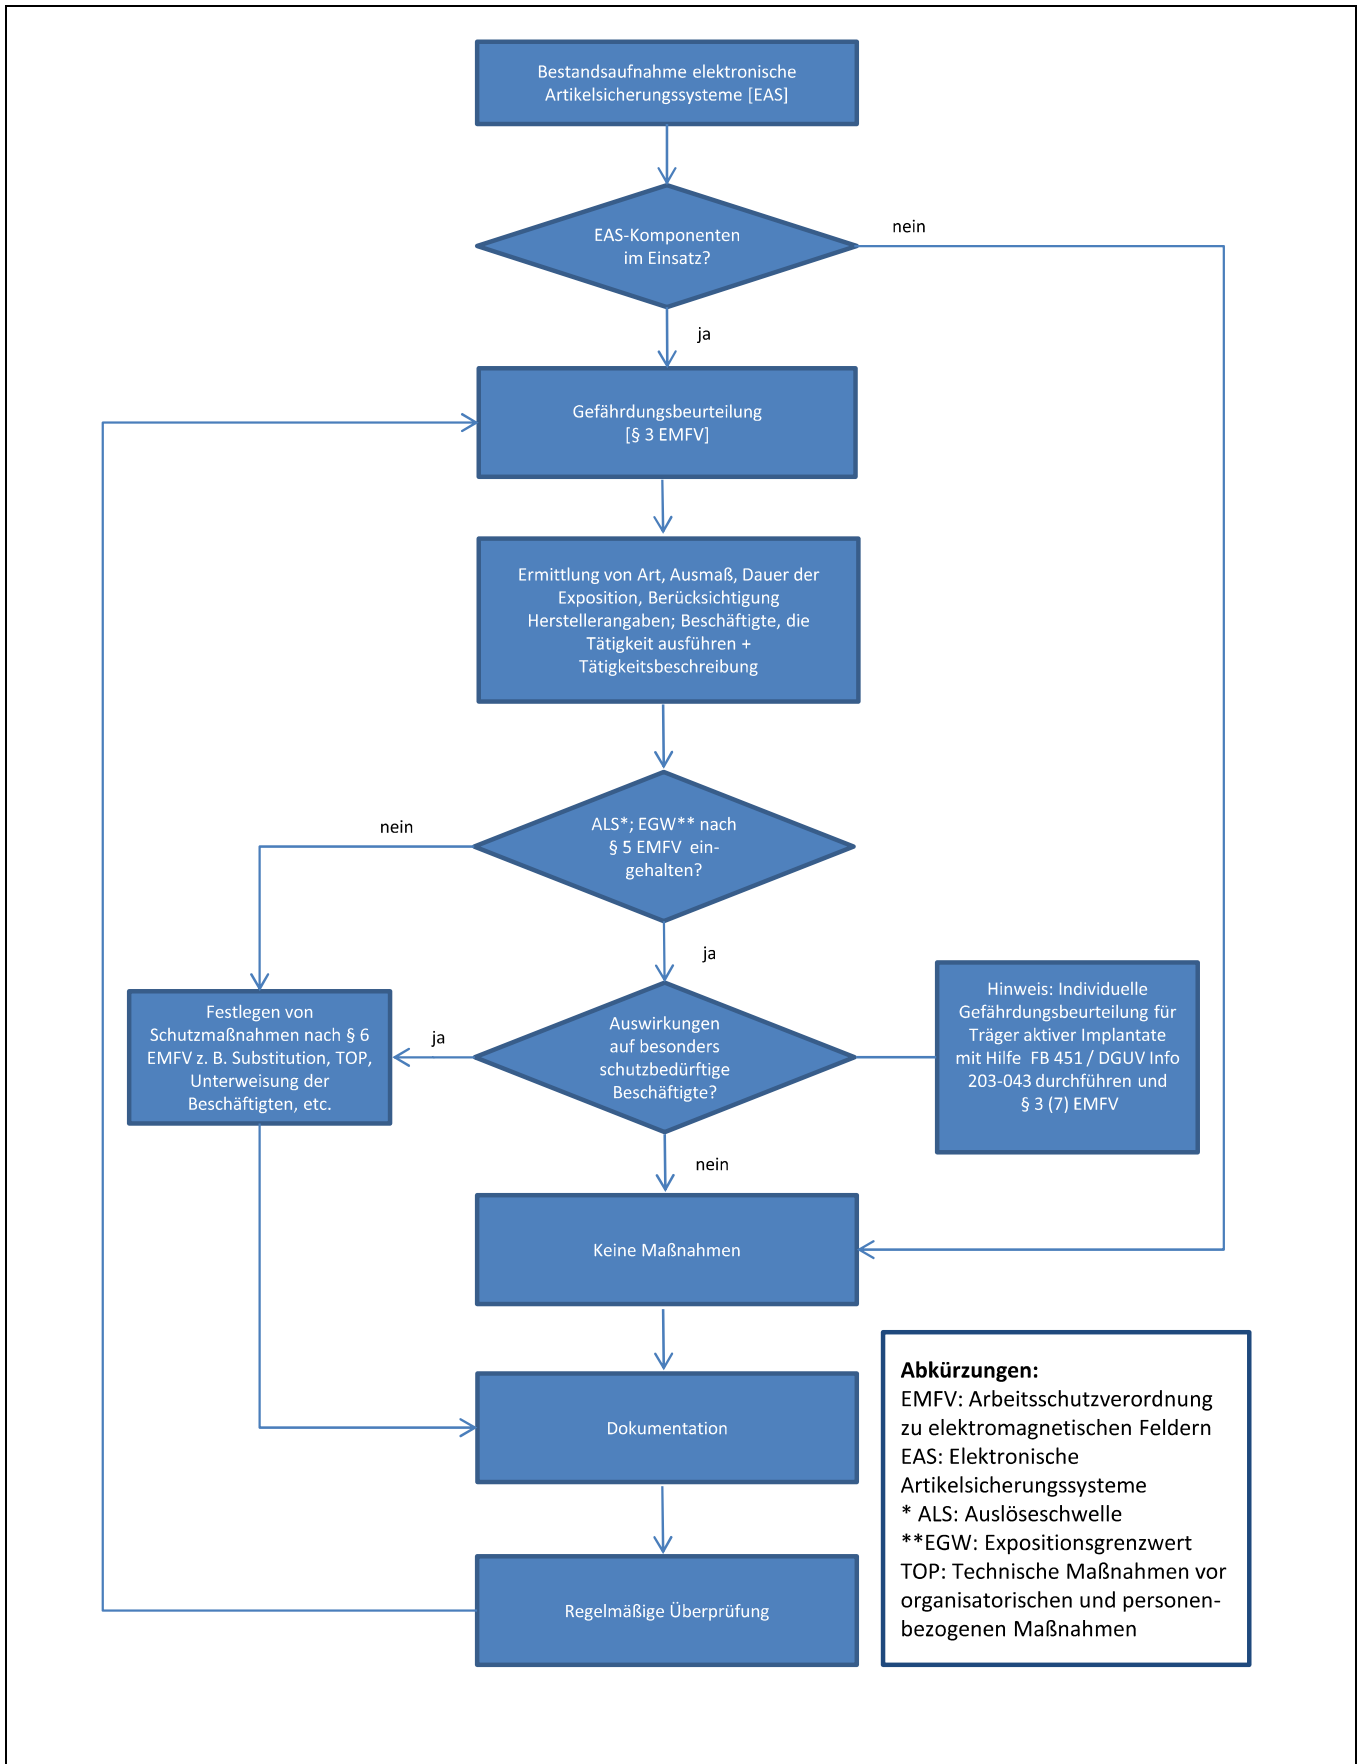 Bestandsaufnahme elektronische
Artikelsicherungssysteme [EAS]
EAS-Komponenten
im Einsatz?
nein
ja
Gefährdungsbeurteilung
[§ 3 EMFV]
Ermittlung von Art, Ausmaß, Dauer der
Exposition, Berücksichtigung
Herstellerangaben; Beschäftigte, die
Tätigkeit ausführen +
Tätigkeitsbeschreibung
nein
ALS*; EGW** nach
§ 5 EMFV ein-
gehalten?
ja
Festlegen von
Schutzmaßnahmen nach § 6
EMFV z. B. Substitution, TOP,
Unterweisung der
Beschäftigten, etc.
ja
Auswirkungen
auf besonders
schutzbedürftige
Beschäftigte?
Hinweis: Individuelle
Gefährdungsbeurteilung für
Träger aktiver Implantate
mit Hilfe FB 451 / DGUV Info
203-043 durchführen und
§ 3 (7) EMFV
nein
Keine Maßnahmen
Dokumentation
Regelmäßige Überprüfung
Abkürzungen:
EMFV: Arbeitsschutzverordnung
zu elektromagnetischen Feldern
EAS: Elektronische
Artikelsicherungssysteme
* ALS: Auslöseschwelle
**EGW: Expositionsgrenzwert
TOP: Technische Maßnahmen vor
organisatorischen und personen-
bezogenen Maßnahmen